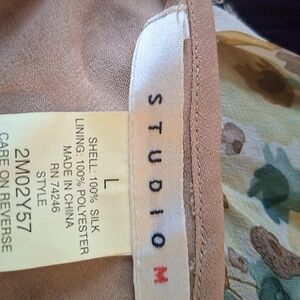 STUDIO M
L
SHELL: 100% SILK
LINING: 100% POLYESTER
MADE IN CHINA
RN 74246
STYLE
2M02Y57
CARE ON REVERSE